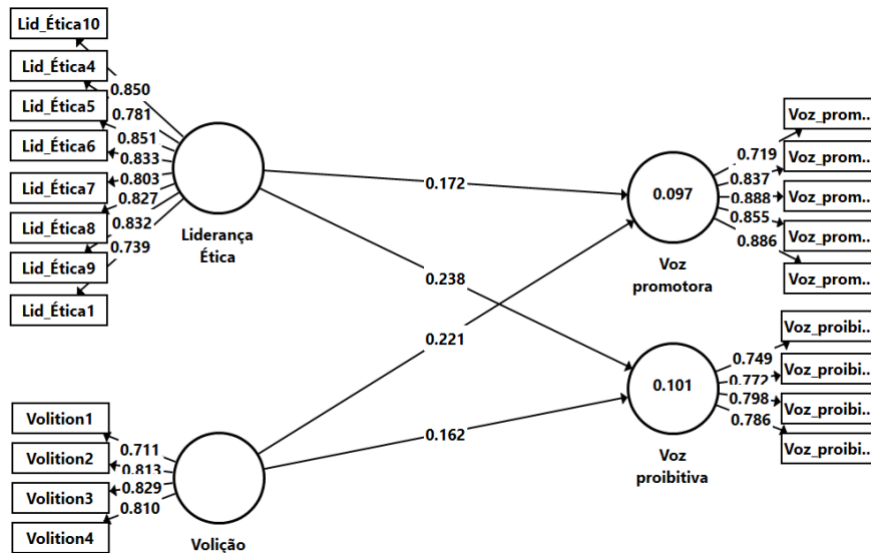 Lid_Ética10
Lid_Ética4
Lid_Ética5
Lid_Ética6
Lid_Ética7
Lid_Ética8
Lid_Ética9
Lid_Ética1
0.850
0.781
0.851
0.833
0.803
0.827
0.832
0.739
Liderança
Ética
Volition1
Volition2
Volition3
Volition4
0.711
0.813
0.829
0.810
Volição
0.172
0.238
0.221
0.162
0.097
Voz
promotora
0.101
Voz
proibitiva
0.719
0.837
0.888
0.855
0.886
Voz_prom...
Voz_prom...
Voz_prom...
Voz_prom...
Voz_prom...
0.749
0.772
0.798
0.786
Voz_proibi...
Voz_proibi...
Voz_proibi...
Voz_proibi...